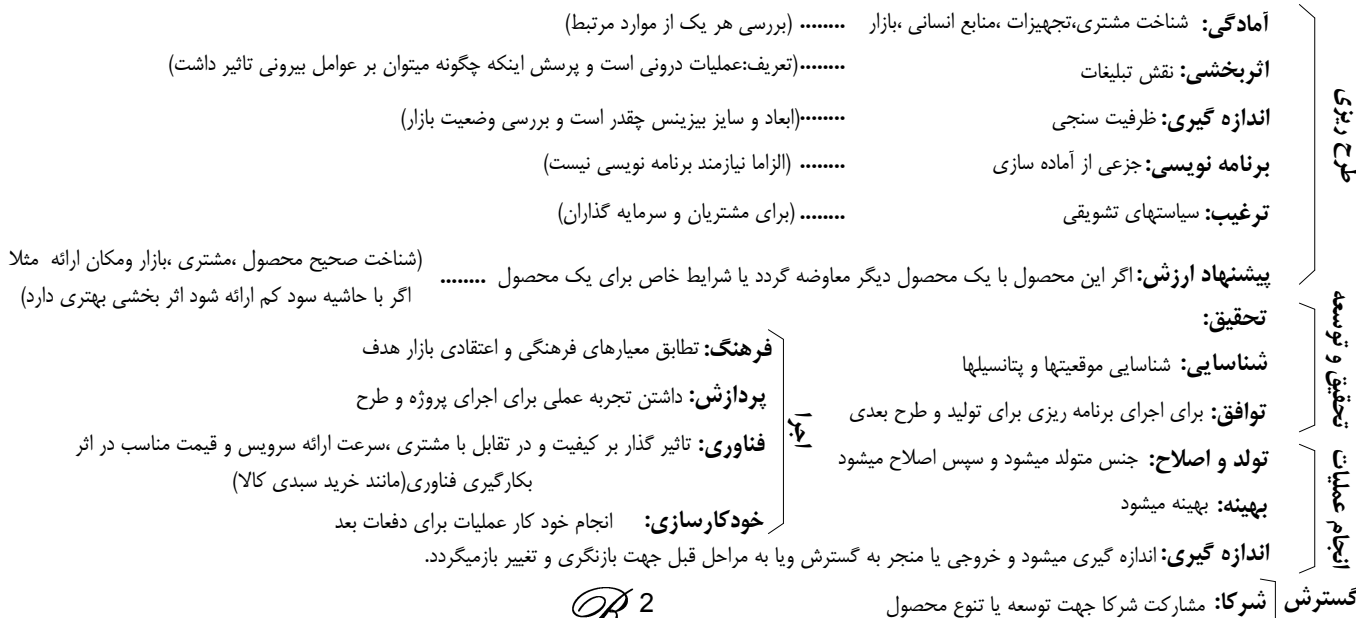 طرح ریزی
آمادگی: شناخت مشتری،تجهیزات ،منابع انسانی ،بازار ........ (بررسی هر یک از موارد مرتبط)
اثربخشی: نقش تبلیغات ........(تعریف:عملیات درونی است و پرسش اینکه چگونه میتوان بر عوامل بیرونی تاثیر داشت)
اندازه گیری: ظرفیت سنجی ........(ابعاد و سایز بیزینس چقدر است و بررسی وضعیت بازار)
برنامه نویسی:جزعی از آماده سازی ........ (الزاما نیازمند برنامه نویسی نیست)
ترغیب: سیاستهای تشویقی ........ (برای مشتریان و سرمایه گذاران)
پیشنهاد ارزش: اگر این محصول با یک محصول دیگر معاوضه گردد یا شرایط خاص برای یک محصول ........ (شناخت صحیح محصول ،مشتری ،بازار ومکان ارائه مثلا
اگر با حاشیه سود کم ارائه شود اثر بخشی بهتری دارد)
تحقیق و توسعه
تحقیق:
شناسایی: شناسایی موقعیتها و پتانسیلها
توافق: برای اجرای برنامه ریزی برای تولید و طرح بعدی
انجام عملیات
تولد و اصلاح: جنس متولد میشود و سپس اصلاح میشود
بهینه: بهینه میشود
اجرا
فرهنگ: تطابق معیارهای فرهنگی و اعتقادی بازار هدف
پردازش: داشتن تجربه عملی برای اجرای پروژه و طرح
فناوری: تاثیر گذار بر کیفیت و در تقابل با مشتری ،سرعت ارائه سرویس و قیمت مناسب در اثر
بکارگیری فناوری(مانند خرید سبدی کالا)
خودکارسازی: انجام خود کار عملیات برای دفعات بعد
اندازه گیری: اندازه گیری میشود و خروجی یا منجر به گسترش ویا به مراحل قبل جهت بازنگری و تغییر بازمیگردد.
گسترش
شرکا: مشارکت شرکا جهت توسعه یا تنوع محصول
2